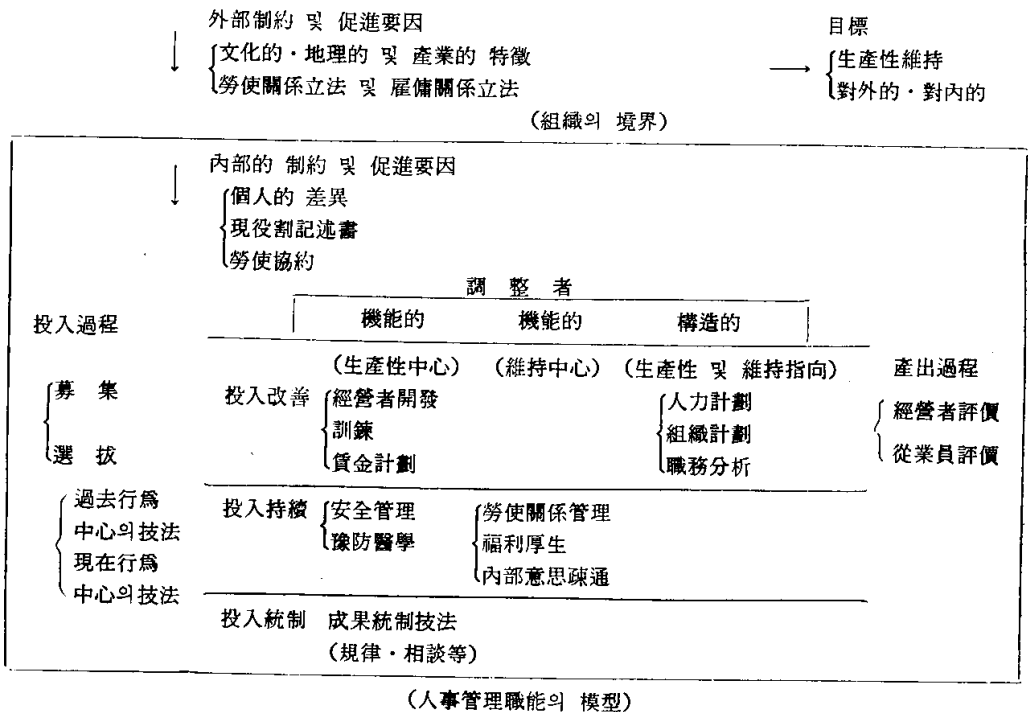 外部制約 및 促進要因
文化的·地理的 및 產業的 特徵
勞使關係立法 및 雇傭關係立法
目標
生產性維持
對外的·對內的
(組織의 境界)
內部的 制約 및 促進要因
個人的 差異
現役割記述書
勞使協約
調 整 者
投入過程 機能的 機能的 構造的
(生產性中心) (維持中心) (生產性 및 維持指向) 產出過程
募 集 投入改善 經營者開發 人力計劃 經營者評價
訓鍊 組織計劃
選 拔 賃金計劃 職務分析 從業員評價
過去行爲 投入持續 安全管理 勞使關係管理
中心의技法 豫防醫學 福利厚生
現在行爲 內部意思疎通
中心의技法
投入統制 成果統制技法
(規律·相談等)
(人事管理職能의 模型)